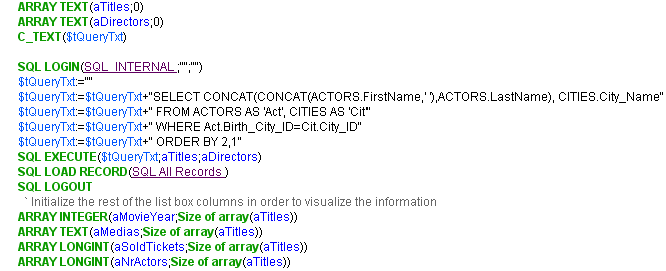 ARRAY TEXT(aTitles;0)
ARRAY TEXT(aDirectors;0)
C_TEXT($tQueryTxt)
SQL LOGIN(SQL_INTERNAL;"";"")
$tQueryTxt:=""
$tQueryTxt:=$tQueryTxt+"SELECT CONCAT(CONCAT(ACTORS.FirstName,' '),ACTORS.LastName), CITIES.City_Name"
$tQueryTxt:=$tQueryTxt+" FROM ACTORS AS 'Act', CITIES AS 'Cit'"
$tQueryTxt:=$tQueryTxt+" WHERE Act.Birth_City_ID=Cit.City_ID"
$tQueryTxt:=$tQueryTxt+" ORDER BY 2,1"
SQL EXECUTE($tQueryTxt;aTitles;aDirectors)
SQL LOAD RECORD(SQL All Records)
SQL LOGOUT
` Initialize the rest of the list box columns in order to visualize the information
ARRAY INTEGER(aMovieYear;Size of array(aTitles))
ARRAY TEXT(aMedias;Size of array(aTitles))
ARRAY LONGINT(aSoldTickets;Size of array(aTitles))
ARRAY LONGINT(aNrActors;Size of array(aTitles))